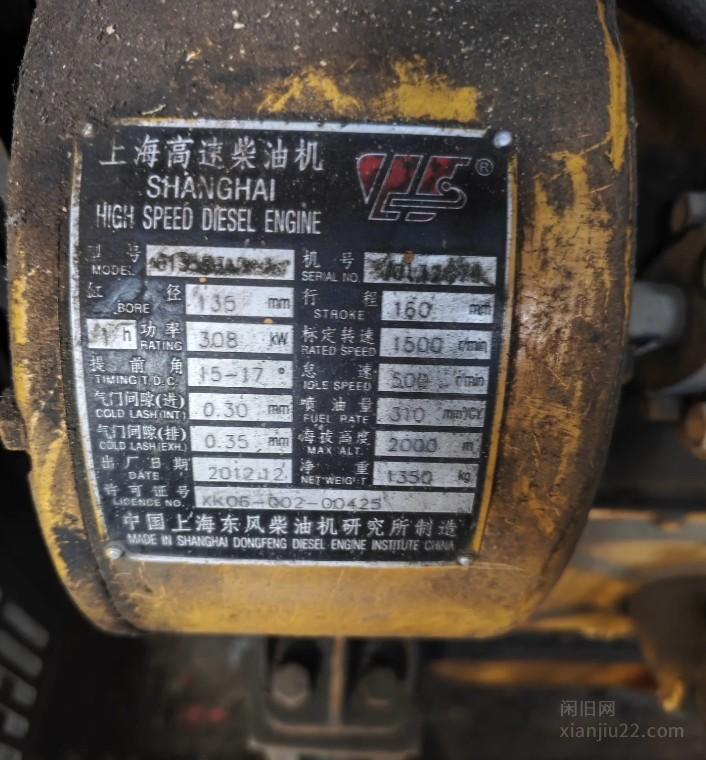 上海高速柴油机
SHANGHAI
HIGH SPEED DIESEL ENGINE
®
型号 MODEL
机号 SERIAL NO.
缸径 BORE 135 mm
行程 STROKE 160 mm
1h 功率 RATING 308 kW
标定转速 RATED SPEED 1500 r/min
提前角 TIMING T.D.C. 15-17 °
怠速 IDLE SPEED 500 r/min
气门间隙(进) COLD LASH(INT.) 0.30 mm
喷油量 FUEL RATE 310 mm³/CY
气门间隙(排) COLD LASH(EXH.) 0.35 mm
海拔高度 MAX ALT. 2000 m
出厂日期 DATE 2012.12
净重 NET WEIGHT 1350 kg
许可证号 LICENCE NO. XK06-002-00425
中国上海东风柴油机研究所制造
MADE IN SHANGHAI DONGFENG DIESEL ENGINE INSTITUTE CHINA
闲旧网
xianjiu22.com